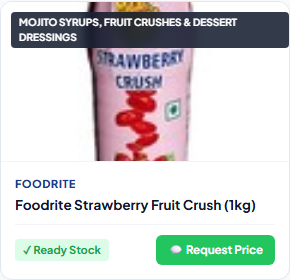 MOJITO SYRUPS, FRUIT CRUSHES & DESSERT
DRESSINGS
STRAWBERRY
CRUSH
FOODRITE
Foodrite Strawberry Fruit Crush (1kg)
✓ Ready Stock
Request Price